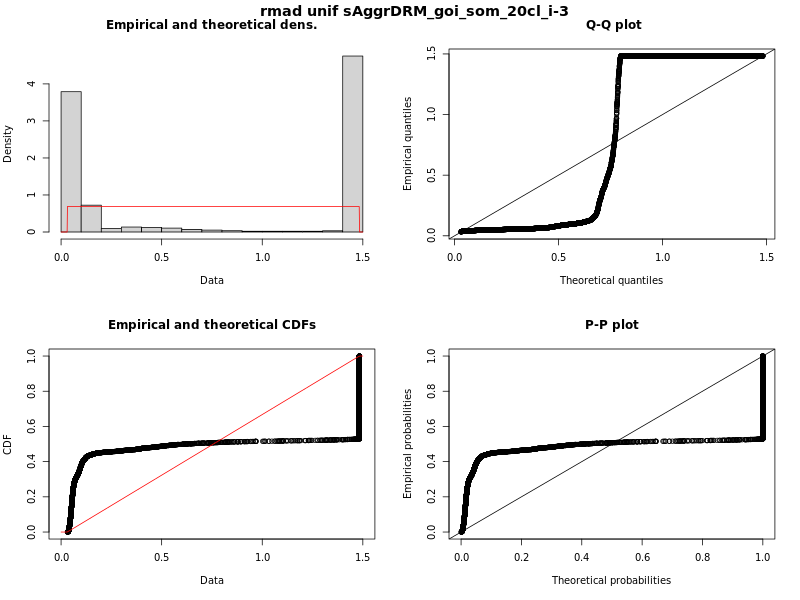 rmad unif sAggrDRM_goi_som_20cl_i-3
Empirical and theoretical dens.
Density
0 1 2 3 4
0.0 0.5 1.0 1.5
Data
Q-Q plot
Empirical quantiles
0.0 0.5 1.0 1.5
0.0 0.5 1.0 1.5
Theoretical quantiles
Empirical and theoretical CDFs
CDF
0.0 0.2 0.4 0.6 0.8 1.0
0.0 0.5 1.0 1.5
Data
P-P plot
Empirical probabilities
0.0 0.2 0.4 0.6 0.8 1.0
0.0 0.2 0.4 0.6 0.8 1.0
Theoretical probabilities